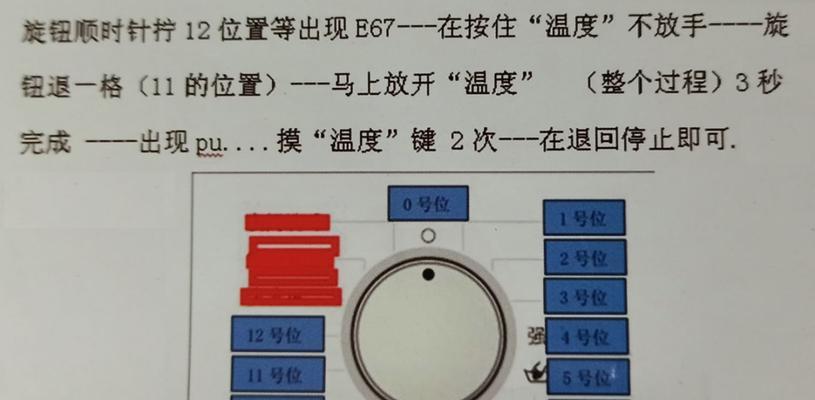 旋钮顺时针拧 12 位置等出现 E67---在按住“温度”不放手----旋
钮退一格（11 的位置）---马上放开“温度” （整个过程）3 秒
完成 ----出现 pu....摸“温度”键 2 次---在退回停止即可.
0 号位
1 号位
2 号位
3 号位
12 号位
强
4 号位
11 号位
5 号位